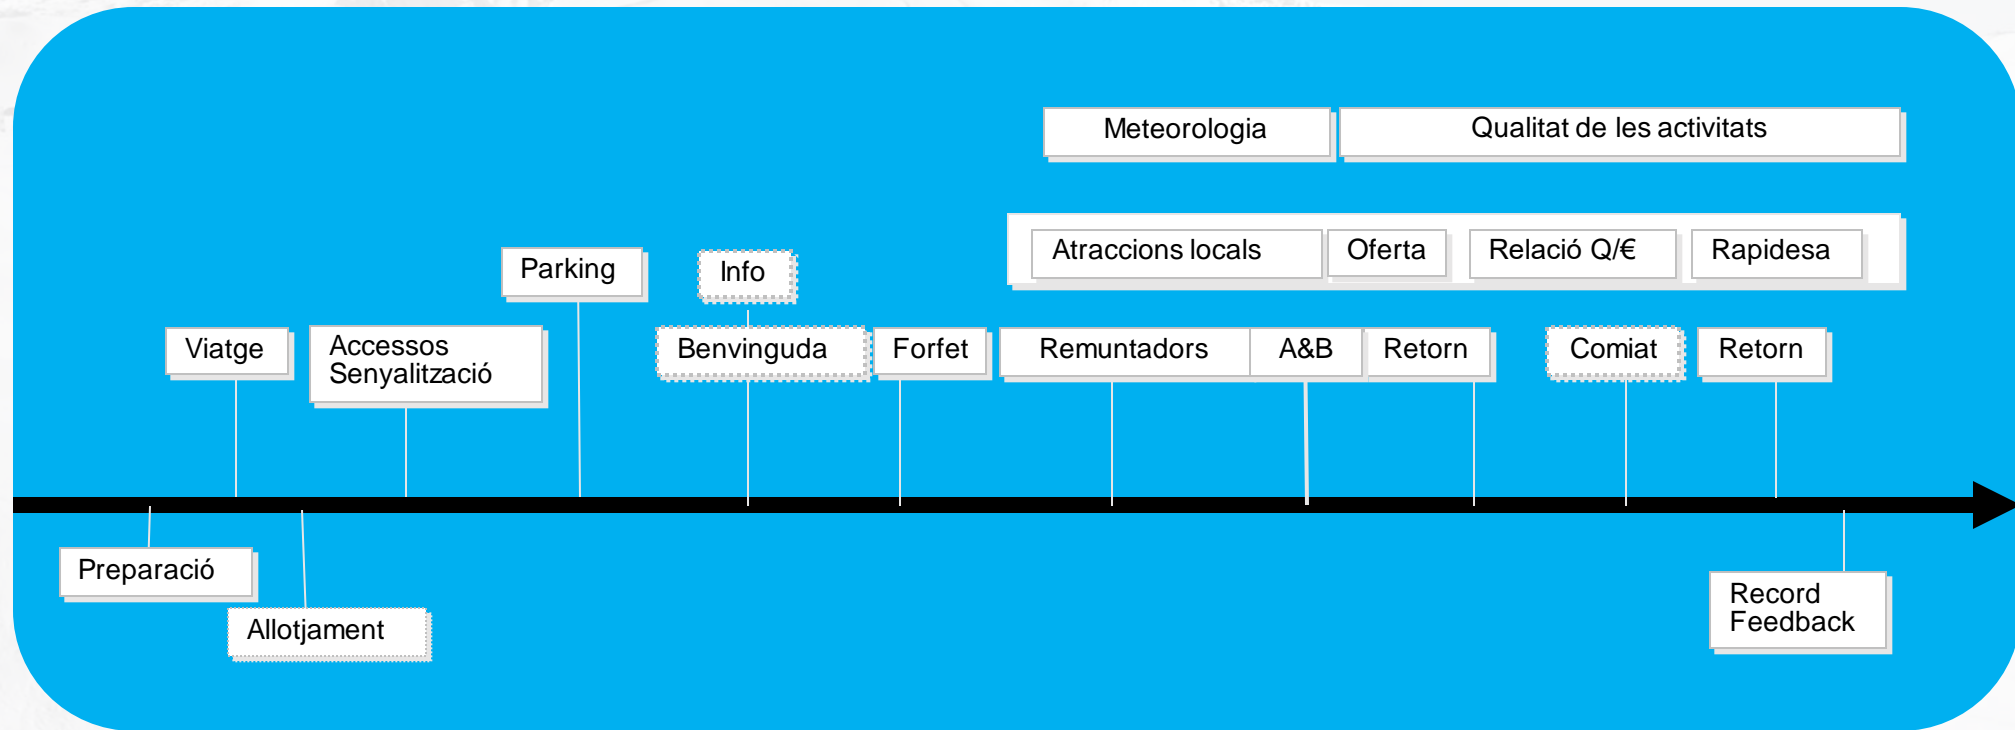 Meteorologia
Qualitat de les activitats
Atraccions locals
Oferta
Relació Q/€
Rapidesa
Parking
Info
Viatge
Accessos
Senyalització
Benvinguda
Forfet
Remuntadors
A&B
Retorn
Comiat
Retorn
Preparació
Allotjament
Record
Feedback